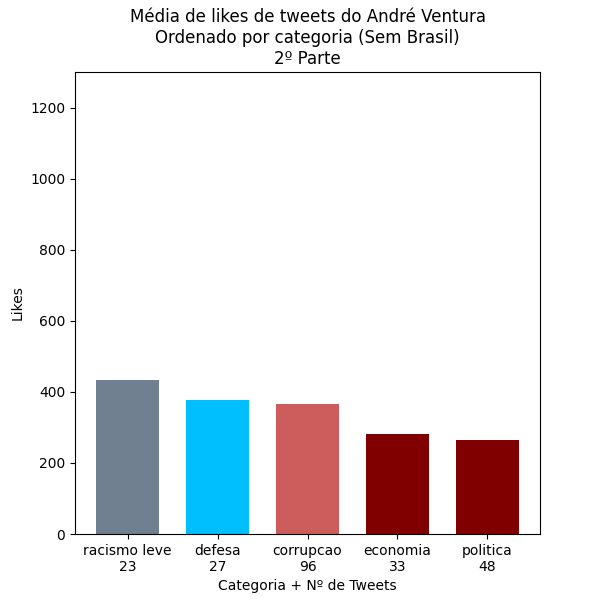 Média de likes de tweets do André Ventura
Ordenado por categoria (Sem Brasil)
2º Parte
1200
1000
800
600
400
200
0
Likes
racismo leve defesa corrupcao economia politica
23 27 96 33 48
Categoria + Nº de Tweets